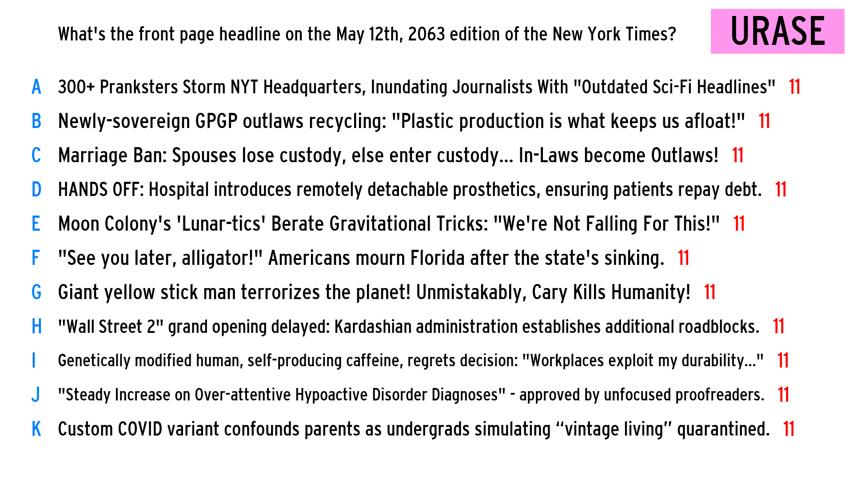 What's the front page headline on the May 12th, 2063 edition of the New York Times?
URASE
A 300+ Pranksters Storm NYT Headquarters, Inundating Journalists With "Outdated Sci-Fi Headlines" 11
B Newly-sovereign GPGP outlaws recycling: "Plastic production is what keeps us afloat!" 11
C Marriage Ban: Spouses lose custody, else enter custody... In-Laws become Outlaws! 11
D HANDS OFF: Hospital introduces remotely detachable prosthetics, ensuring patients repay debt. 11
E Moon Colony's 'Lunar-tics' Berate Gravitational Tricks: "We're Not Falling For This!" 11
F "See you later, alligator!" Americans mourn Florida after the state's sinking. 11
G Giant yellow stick man terrorizes the planet! Unmistakably, Cary Kills Humanity! 11
H "Wall Street 2" grand opening delayed: Kardashian administration establishes additional roadblocks. 11
I Genetically modified human, self-producing caffeine, regrets decision: "Workplaces exploit my durability..." 11
J "Steady Increase on Over-attentive Hypoactive Disorder Diagnoses" - approved by unfocused proofreaders. 11
K Custom COVID variant confounds parents as undergrads simulating “vintage living” quarantined. 11